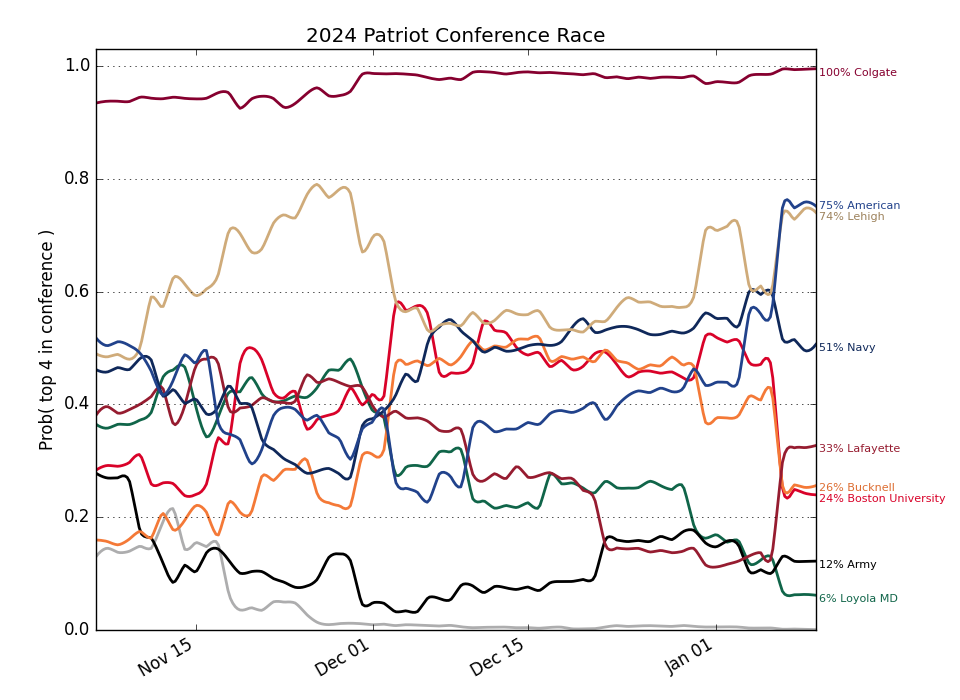 2024 Patriot Conference Race
Prob( top 4 in conference )
1.0
0.8
0.6
0.4
0.2
0.0
Nov 15
Dec 01
Dec 15
Jan 01
100% Colgate
75% American
74% Lehigh
51% Navy
33% Lafayette
26% Bucknell
24% Boston University
12% Army
6% Loyola MD